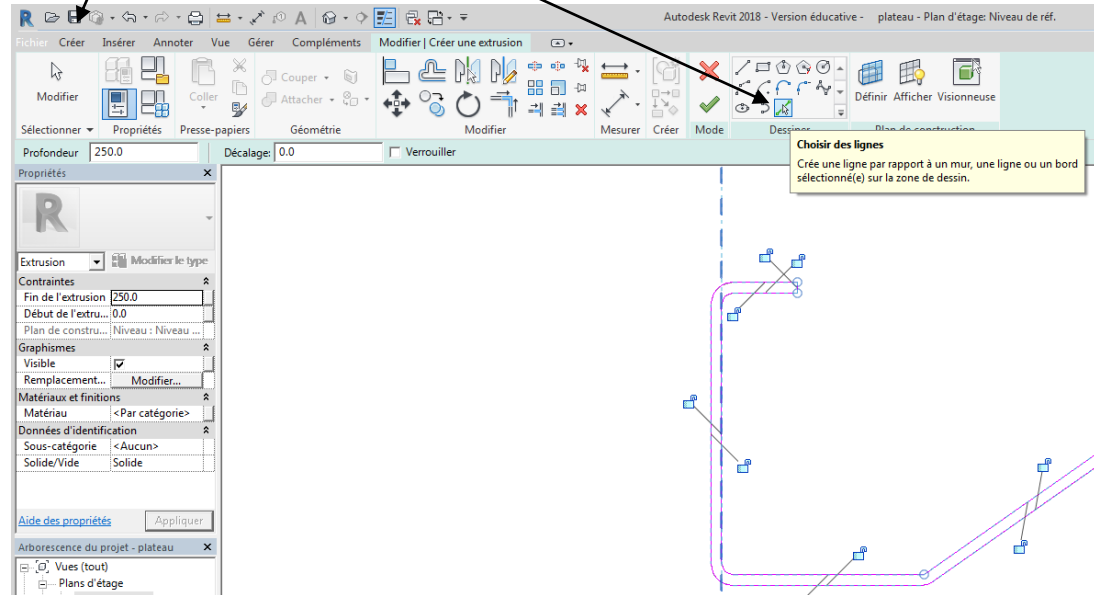 Autodesk Revit 2018 - Version éducative - plateau - Plan d'étage: Niveau de réf.
Fichier Créer Insérer Annoter Vue Gérer Compléments Modifier | Créer une extrusion
Modifier
Coller
Couper
Attacher
Définir Afficher Visionneuse
Sélectionner Propriétés Presse-papiers Géométrie Modifier Mesurer Créer Mode Dessiner Plan de construction
Profondeur 250.0 Décalage: 0.0 Verrouiller
Choisir des lignes
Crée une ligne par rapport à un mur, une ligne ou un bord
sélectionné(e) sur la zone de dessin.
Propriétés
R
Extrusion Modifier le type
Contraintes
Fin de l'extrusion 250.0
Début de l'extru... 0.0
Plan de constru... Niveau : Niveau ...
Graphismes
Visible
Remplacement... Modifier...
Matériaux et finitions
Matériau <Par catégorie>
Données d'identification
Sous-catégorie <Aucun>
Solide/Vide Solide
Aide des propriétés Appliquer
Arborescence du projet - plateau
Vues (tout)
Plans d'étage